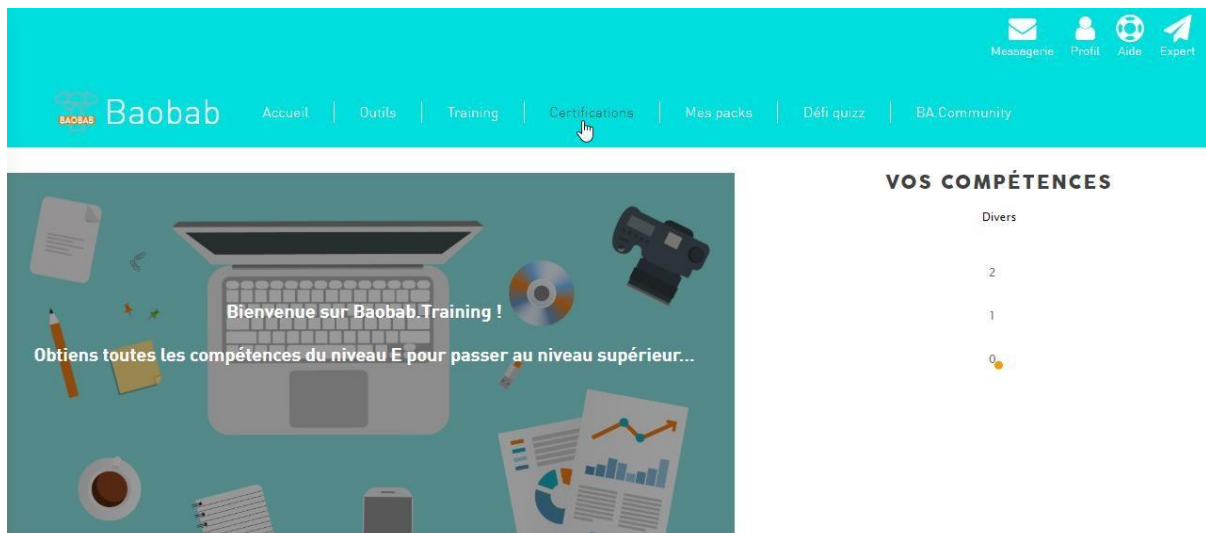 Messagerie Profil Aide Expert
BAOBAB Baobab Accueil Outils Training Certifications Mes packs Défi quizz BA.Community
VOS COMPÉTENCES
Divers
2
1
0
Bienvenue sur Baobab.Training !
Obtiens toutes les compétences du niveau E pour passer au niveau supérieur...